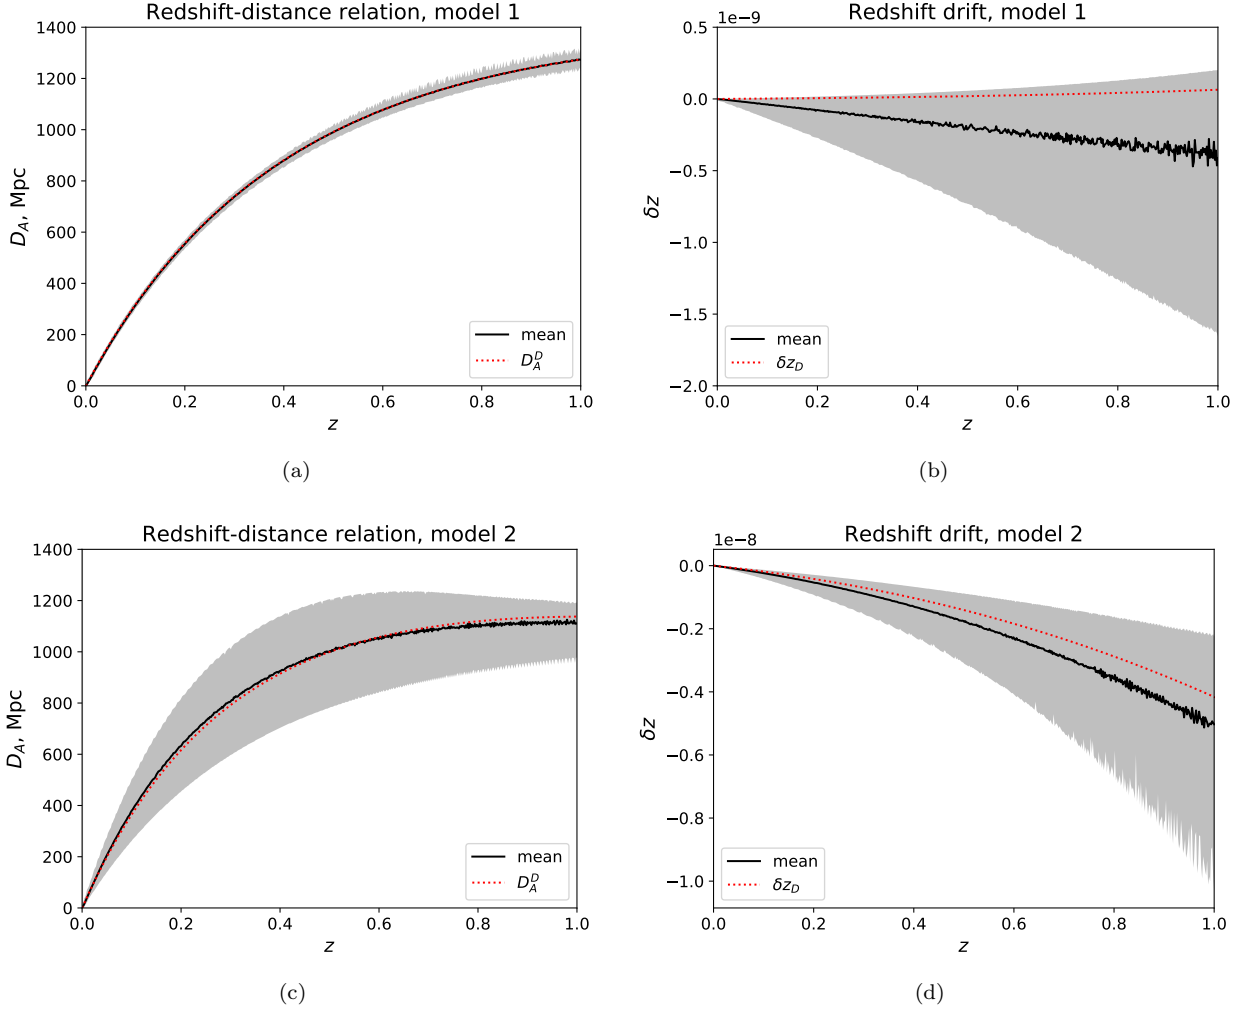 Redshift-distance relation, model 1
1400
1200
1000
800
600
400
200
0
D_A, Mpc
0.0 0.2 0.4 0.6 0.8 1.0
z
mean
D_A^D
(a)
Redshift drift, model 1
1e−9
0.5
0.0
−0.5
−1.0
−1.5
−2.0
δz
0.0 0.2 0.4 0.6 0.8 1.0
z
mean
δz_D
(b)
Redshift-distance relation, model 2
1400
1200
1000
800
600
400
200
0
D_A, Mpc
0.0 0.2 0.4 0.6 0.8 1.0
z
mean
D_A^D
(c)
Redshift drift, model 2
1e−8
0.0
−0.2
−0.4
−0.6
−0.8
−1.0
δz
0.0 0.2 0.4 0.6 0.8 1.0
z
mean
δz_D
(d)